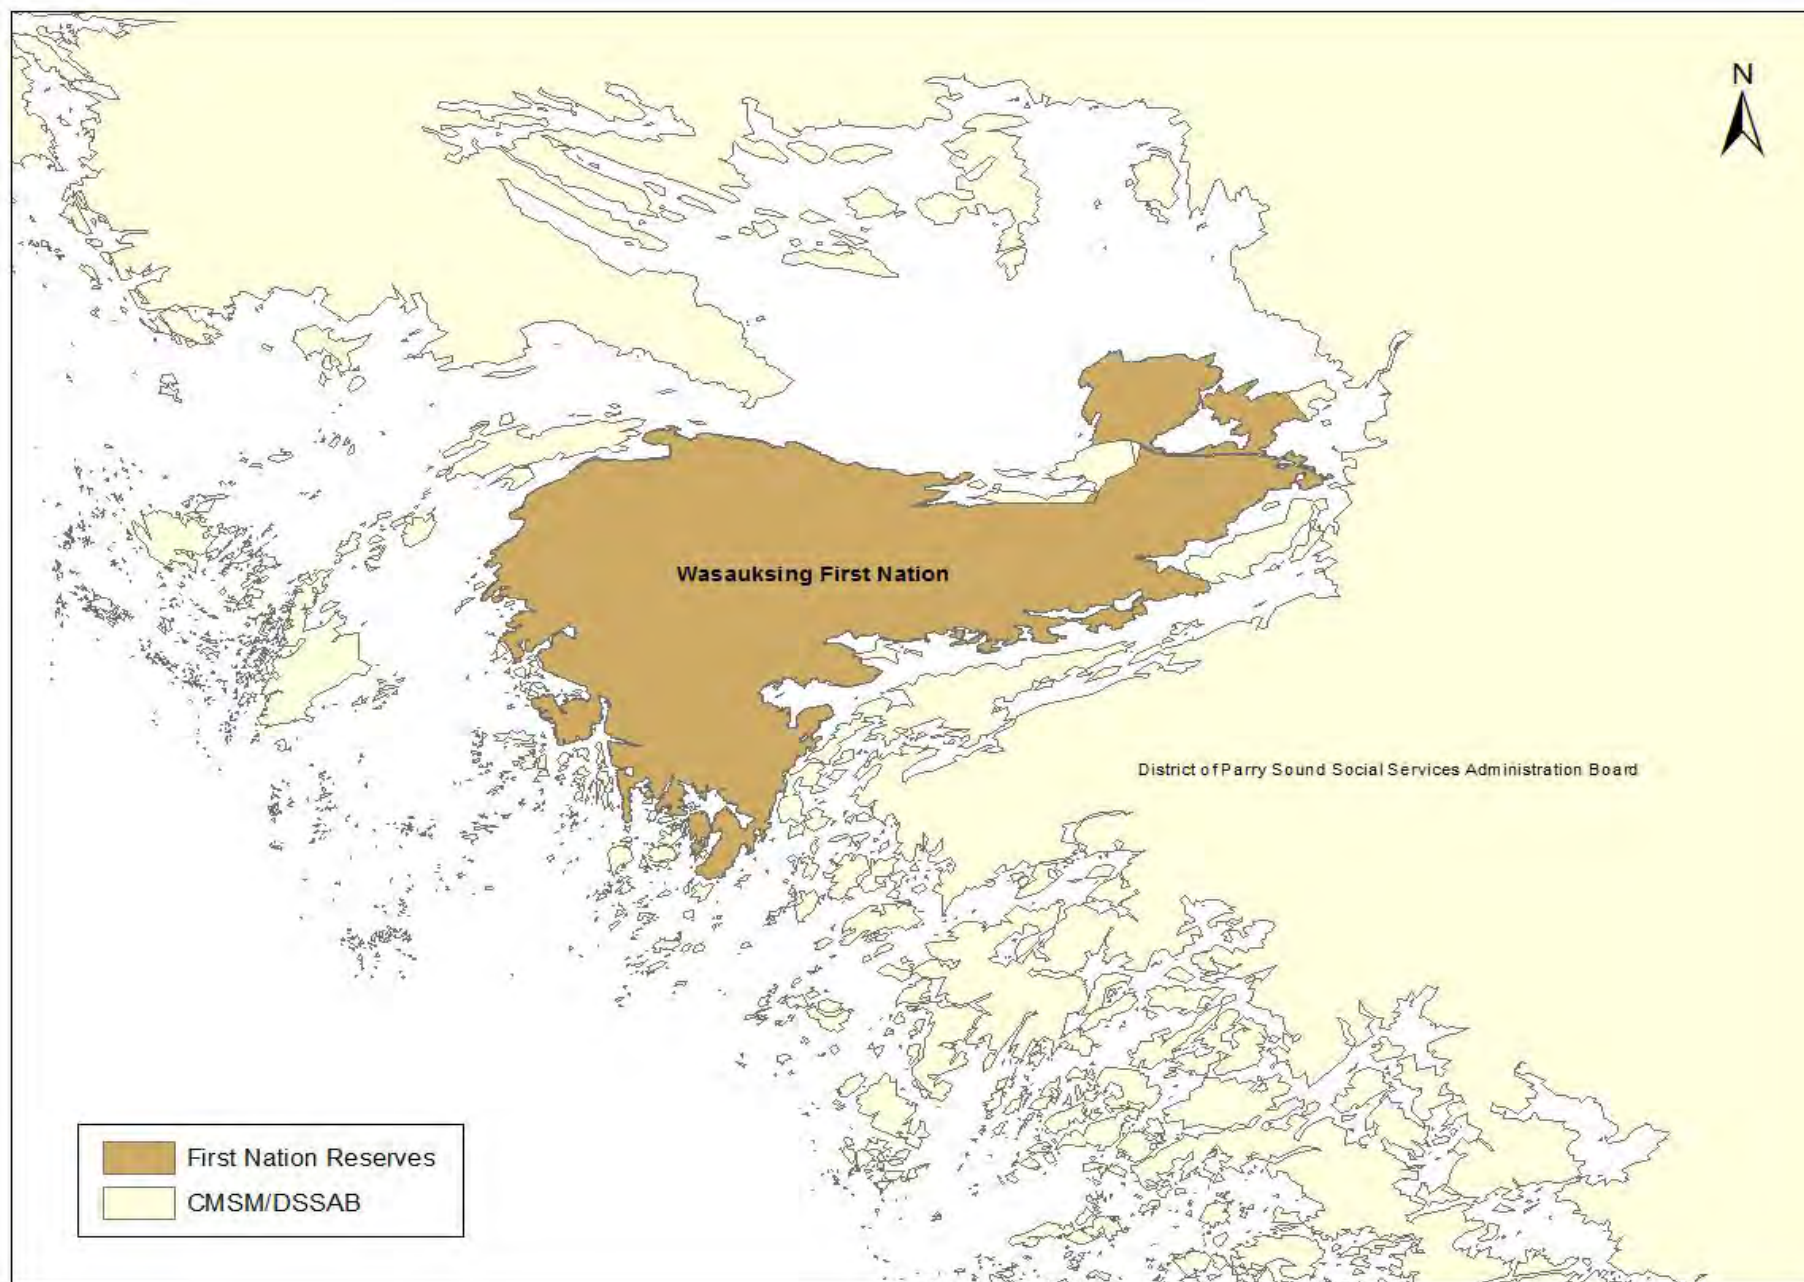 N
Wasauksing First Nation
District of Parry Sound Social Services Administration Board
First Nation Reserves
CMSM/DSSAB